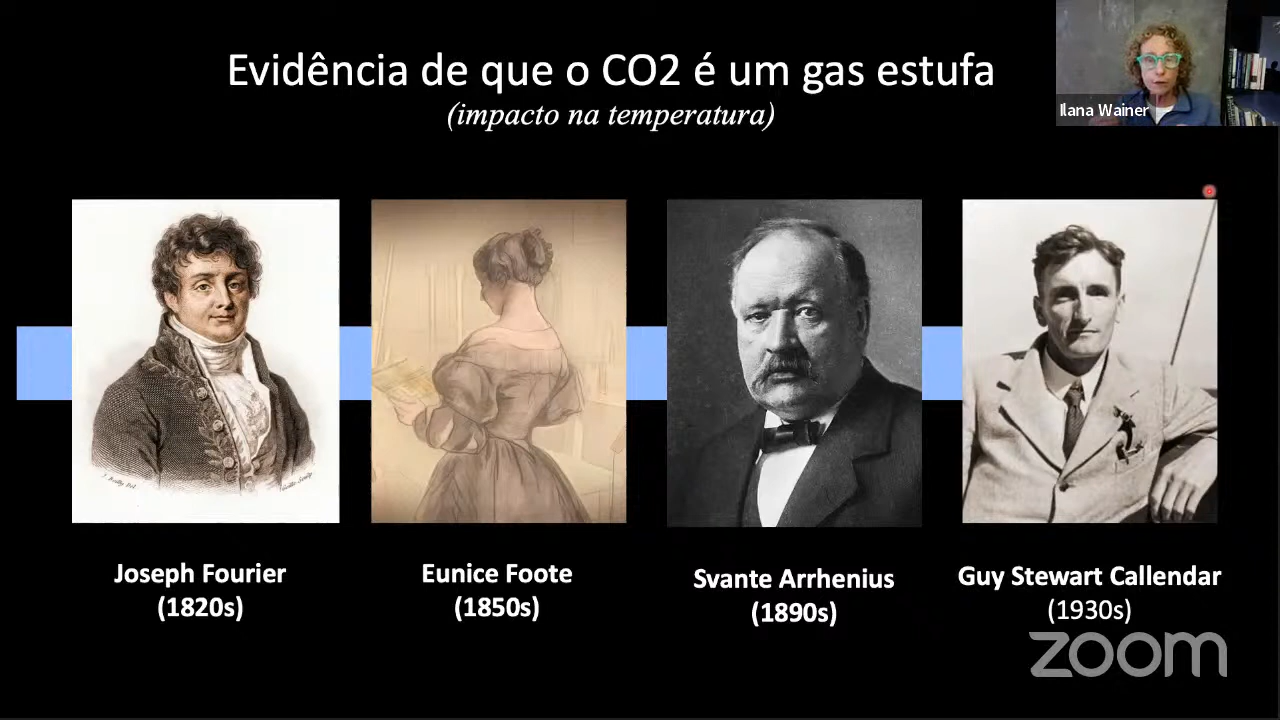 Evidência de que o CO2 é um gas estufa
(impacto na temperatura)
Ilana Wainer
Joseph Fourier
(1820s)
Eunice Foote
(1850s)
Svante Arrhenius
(1890s)
Guy Stewart Callendar
(1930s)
zoom